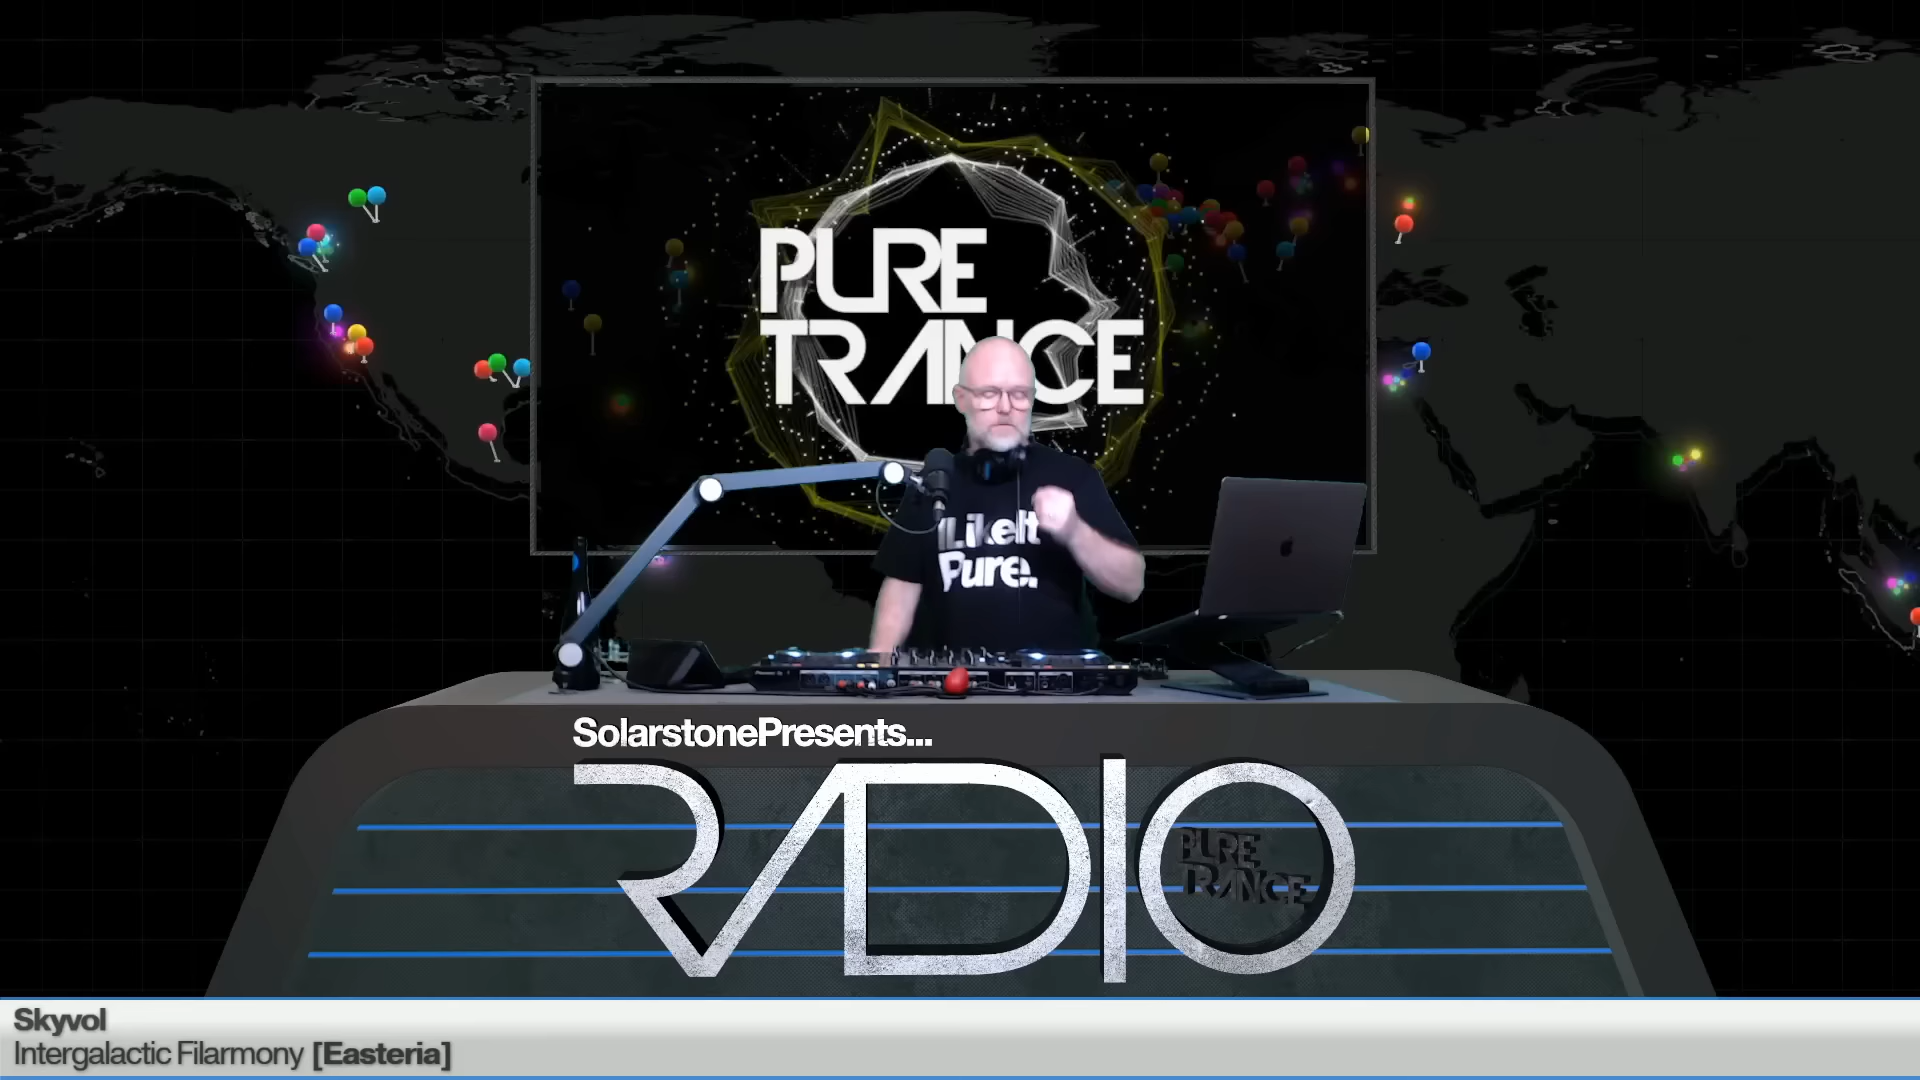 PURE
TRANCE
iLikeIt
Pure.
SolarstonePresents...
RADIO
PURE
TRANCE
Skyvol
Intergalactic Filarmony [Easteria]